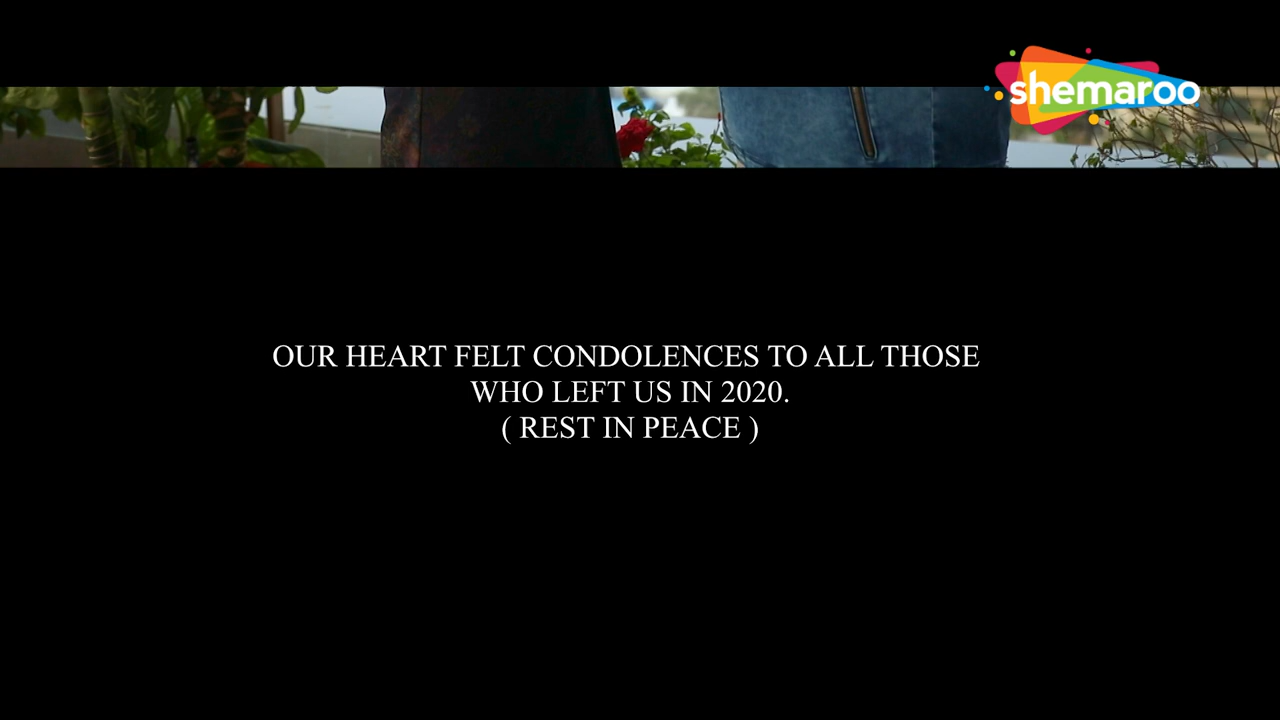 shemaroo
OUR HEART FELT CONDOLENCES TO ALL THOSE
WHO LEFT US IN 2020.
( REST IN PEACE )